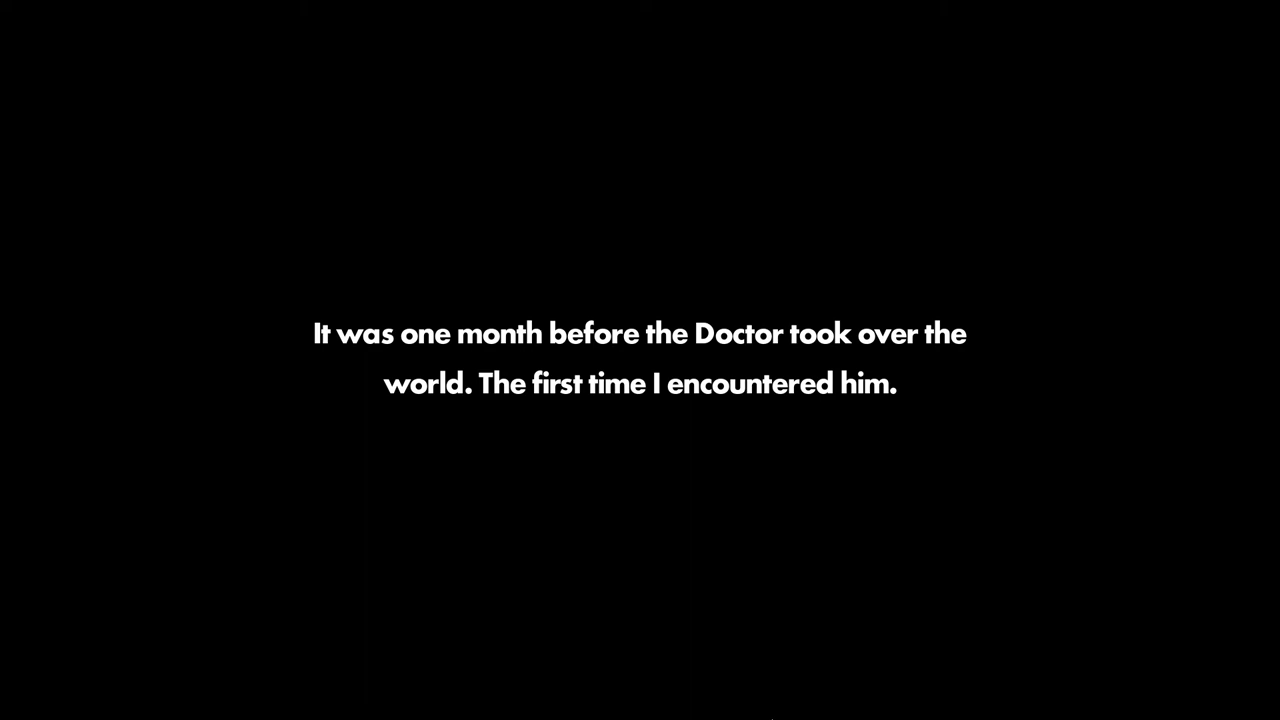 It was one month before the Doctor took over the
world. The first time I encountered him.